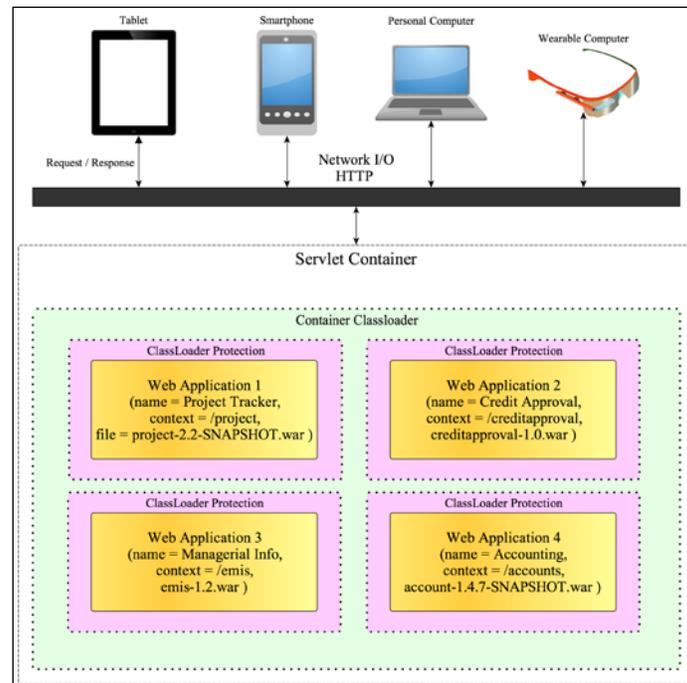 Tablet
Smartphone
Personal Computer
Wearable Computer
Request / Response
Network I/O
HTTP
Servlet Container
Container Classloader
ClassLoader Protection
Web Application 1
(name = Project Tracker,
context = /project,
file = project-2.2-SNAPSHOT.war )
ClassLoader Protection
Web Application 2
(name = Credit Approval,
context = /creditapproval,
creditapproval-1.0.war )
ClassLoader Protection
Web Application 3
(name = Managerial Info,
context = /emis,
emis-1.2.war )
ClassLoader Protection
Web Application 4
(name = Accounting,
context = /accounts,
account-1.4.7-SNAPSHOT.war )